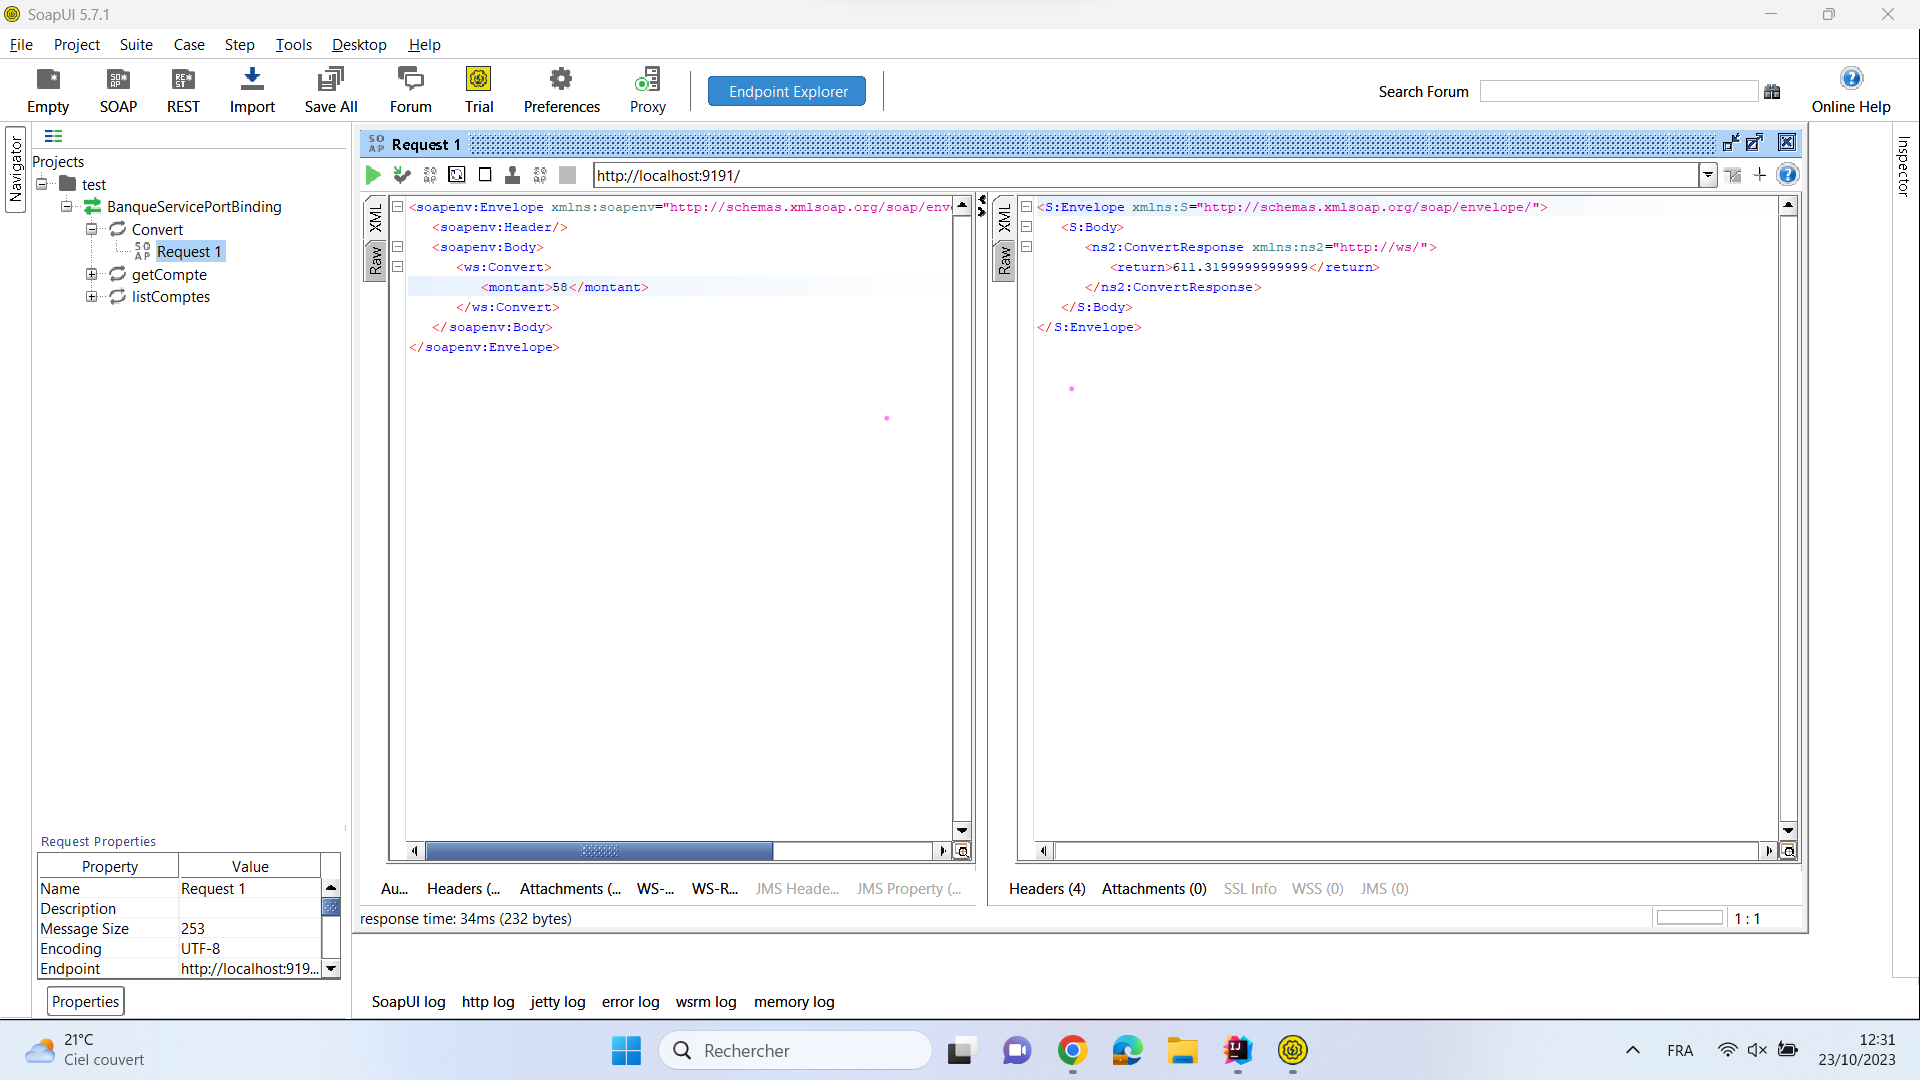 SoapUI 5.7.1
File Project Suite Case Step Tools Desktop Help
Empty SOAP REST Import Save All Forum Trial Preferences Proxy Endpoint Explorer Search Forum Online Help
Navigator
Projects
test
BanqueServicePortBinding
Convert
Request 1
getCompte
listComptes
Request Properties
Property Value
Name Request 1
Description
Message Size 253
Encoding UTF-8
Endpoint http://localhost:919...
Properties
Request 1
http://localhost:9191/
XML
Raw
<soapenv:Envelope xmlns:soapenv="http://schemas.xmlsoap.org/soap/env
<soapenv:Header/>
<soapenv:Body>
<ws:Convert>
<montant>58</montant>
</ws:Convert>
</soapenv:Body>
</soapenv:Envelope>
Au... Headers (... Attachments (... WS-... WS-R... JMS Heade... JMS Property (...
XML
Raw
<S:Envelope xmlns:S="http://schemas.xmlsoap.org/soap/envelope/">
<S:Body>
<ns2:ConvertResponse xmlns:ns2="http://ws/">
<return>611.3199999999999</return>
</ns2:ConvertResponse>
</S:Body>
</S:Envelope>
Headers (4) Attachments (0) SSL Info WSS (0) JMS (0)
response time: 34ms (232 bytes)
1 : 1
Inspector
SoapUI log http log jetty log error log wsrm log memory log
21°C
Ciel couvert
Rechercher
FRA
12:31
23/10/2023